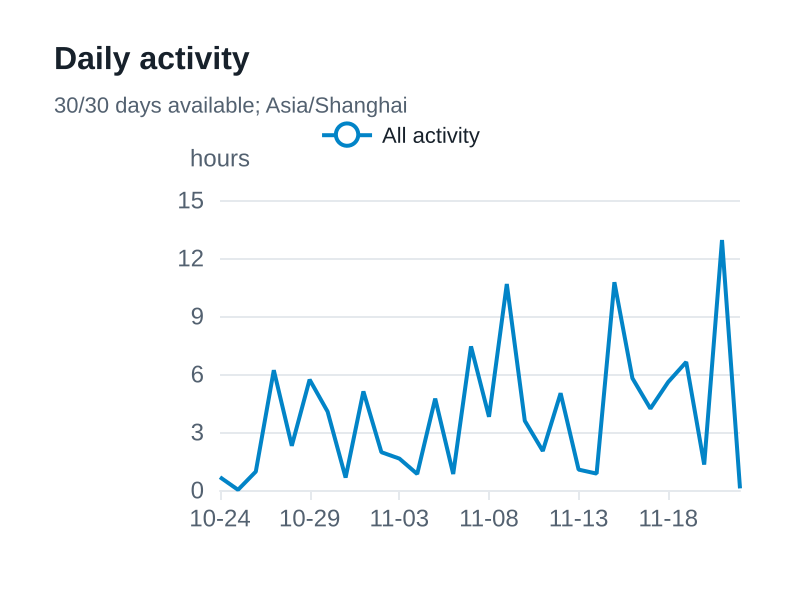 Daily activity
30/30 days available; Asia/Shanghai
All activity
hours
15
12
9
6
3
0
10-24 10-29 11-03 11-08 11-13 11-18